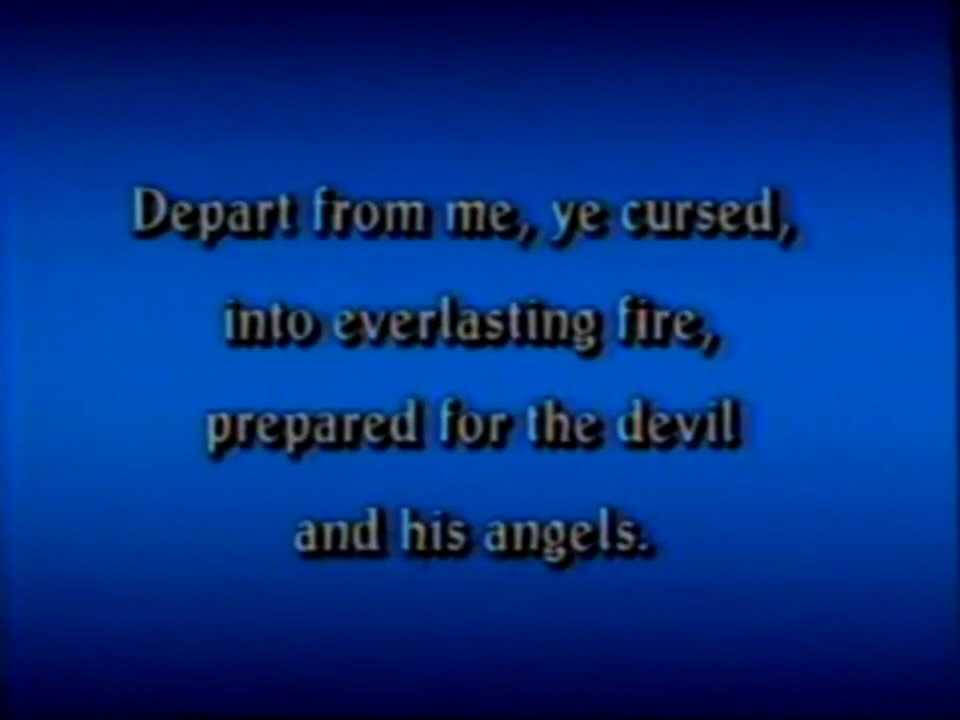 Depart from me, ye cursed,
into everlasting fire,
prepared for the devil
and his angels.